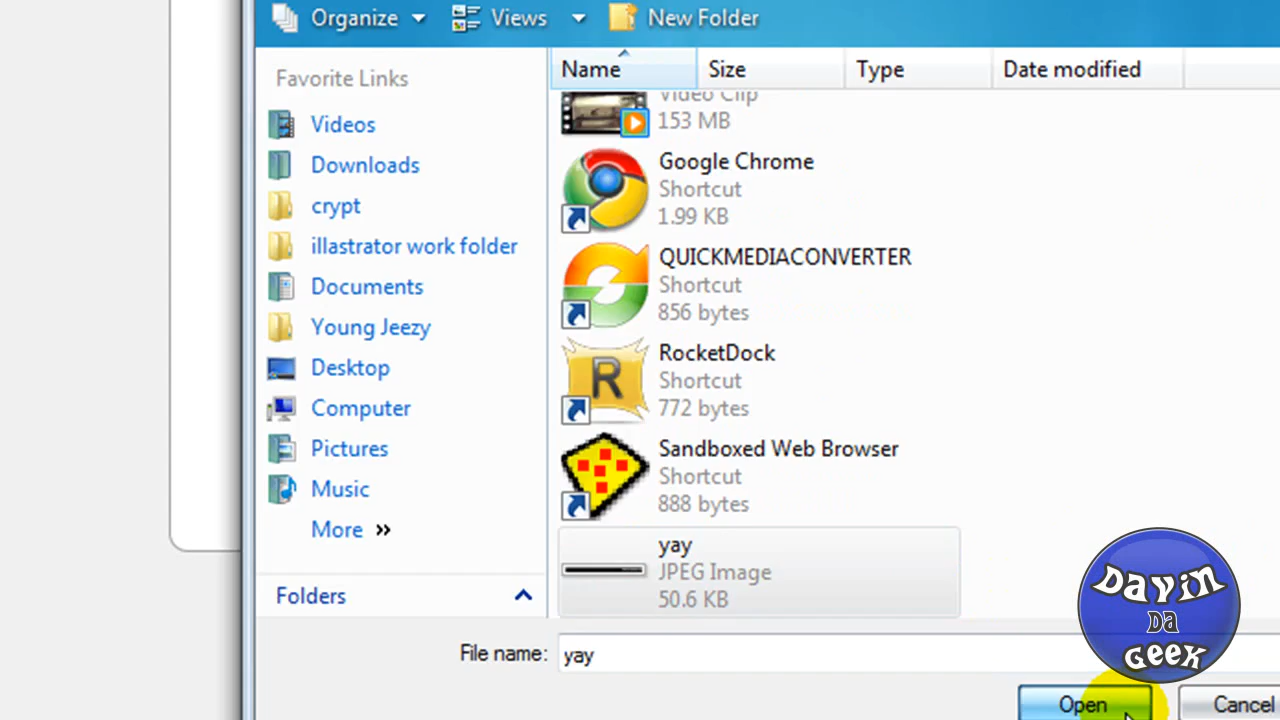 Organize Views New Folder
Favorite Links
Videos
Downloads
crypt
illastrator work folder
Documents
Young Jeezy
Desktop
Computer
Pictures
Music
More »
Folders
Name Size Type Date modified
Video Clip
153 MB
Google Chrome
Shortcut
1.99 KB
QUICKMEDIACONVERTER
Shortcut
856 bytes
R
RocketDock
Shortcut
772 bytes
Sandboxed Web Browser
Shortcut
888 bytes
yay
JPEG Image
50.6 KB
File name: yay
Open Cancel
Dayin
Da
Geek